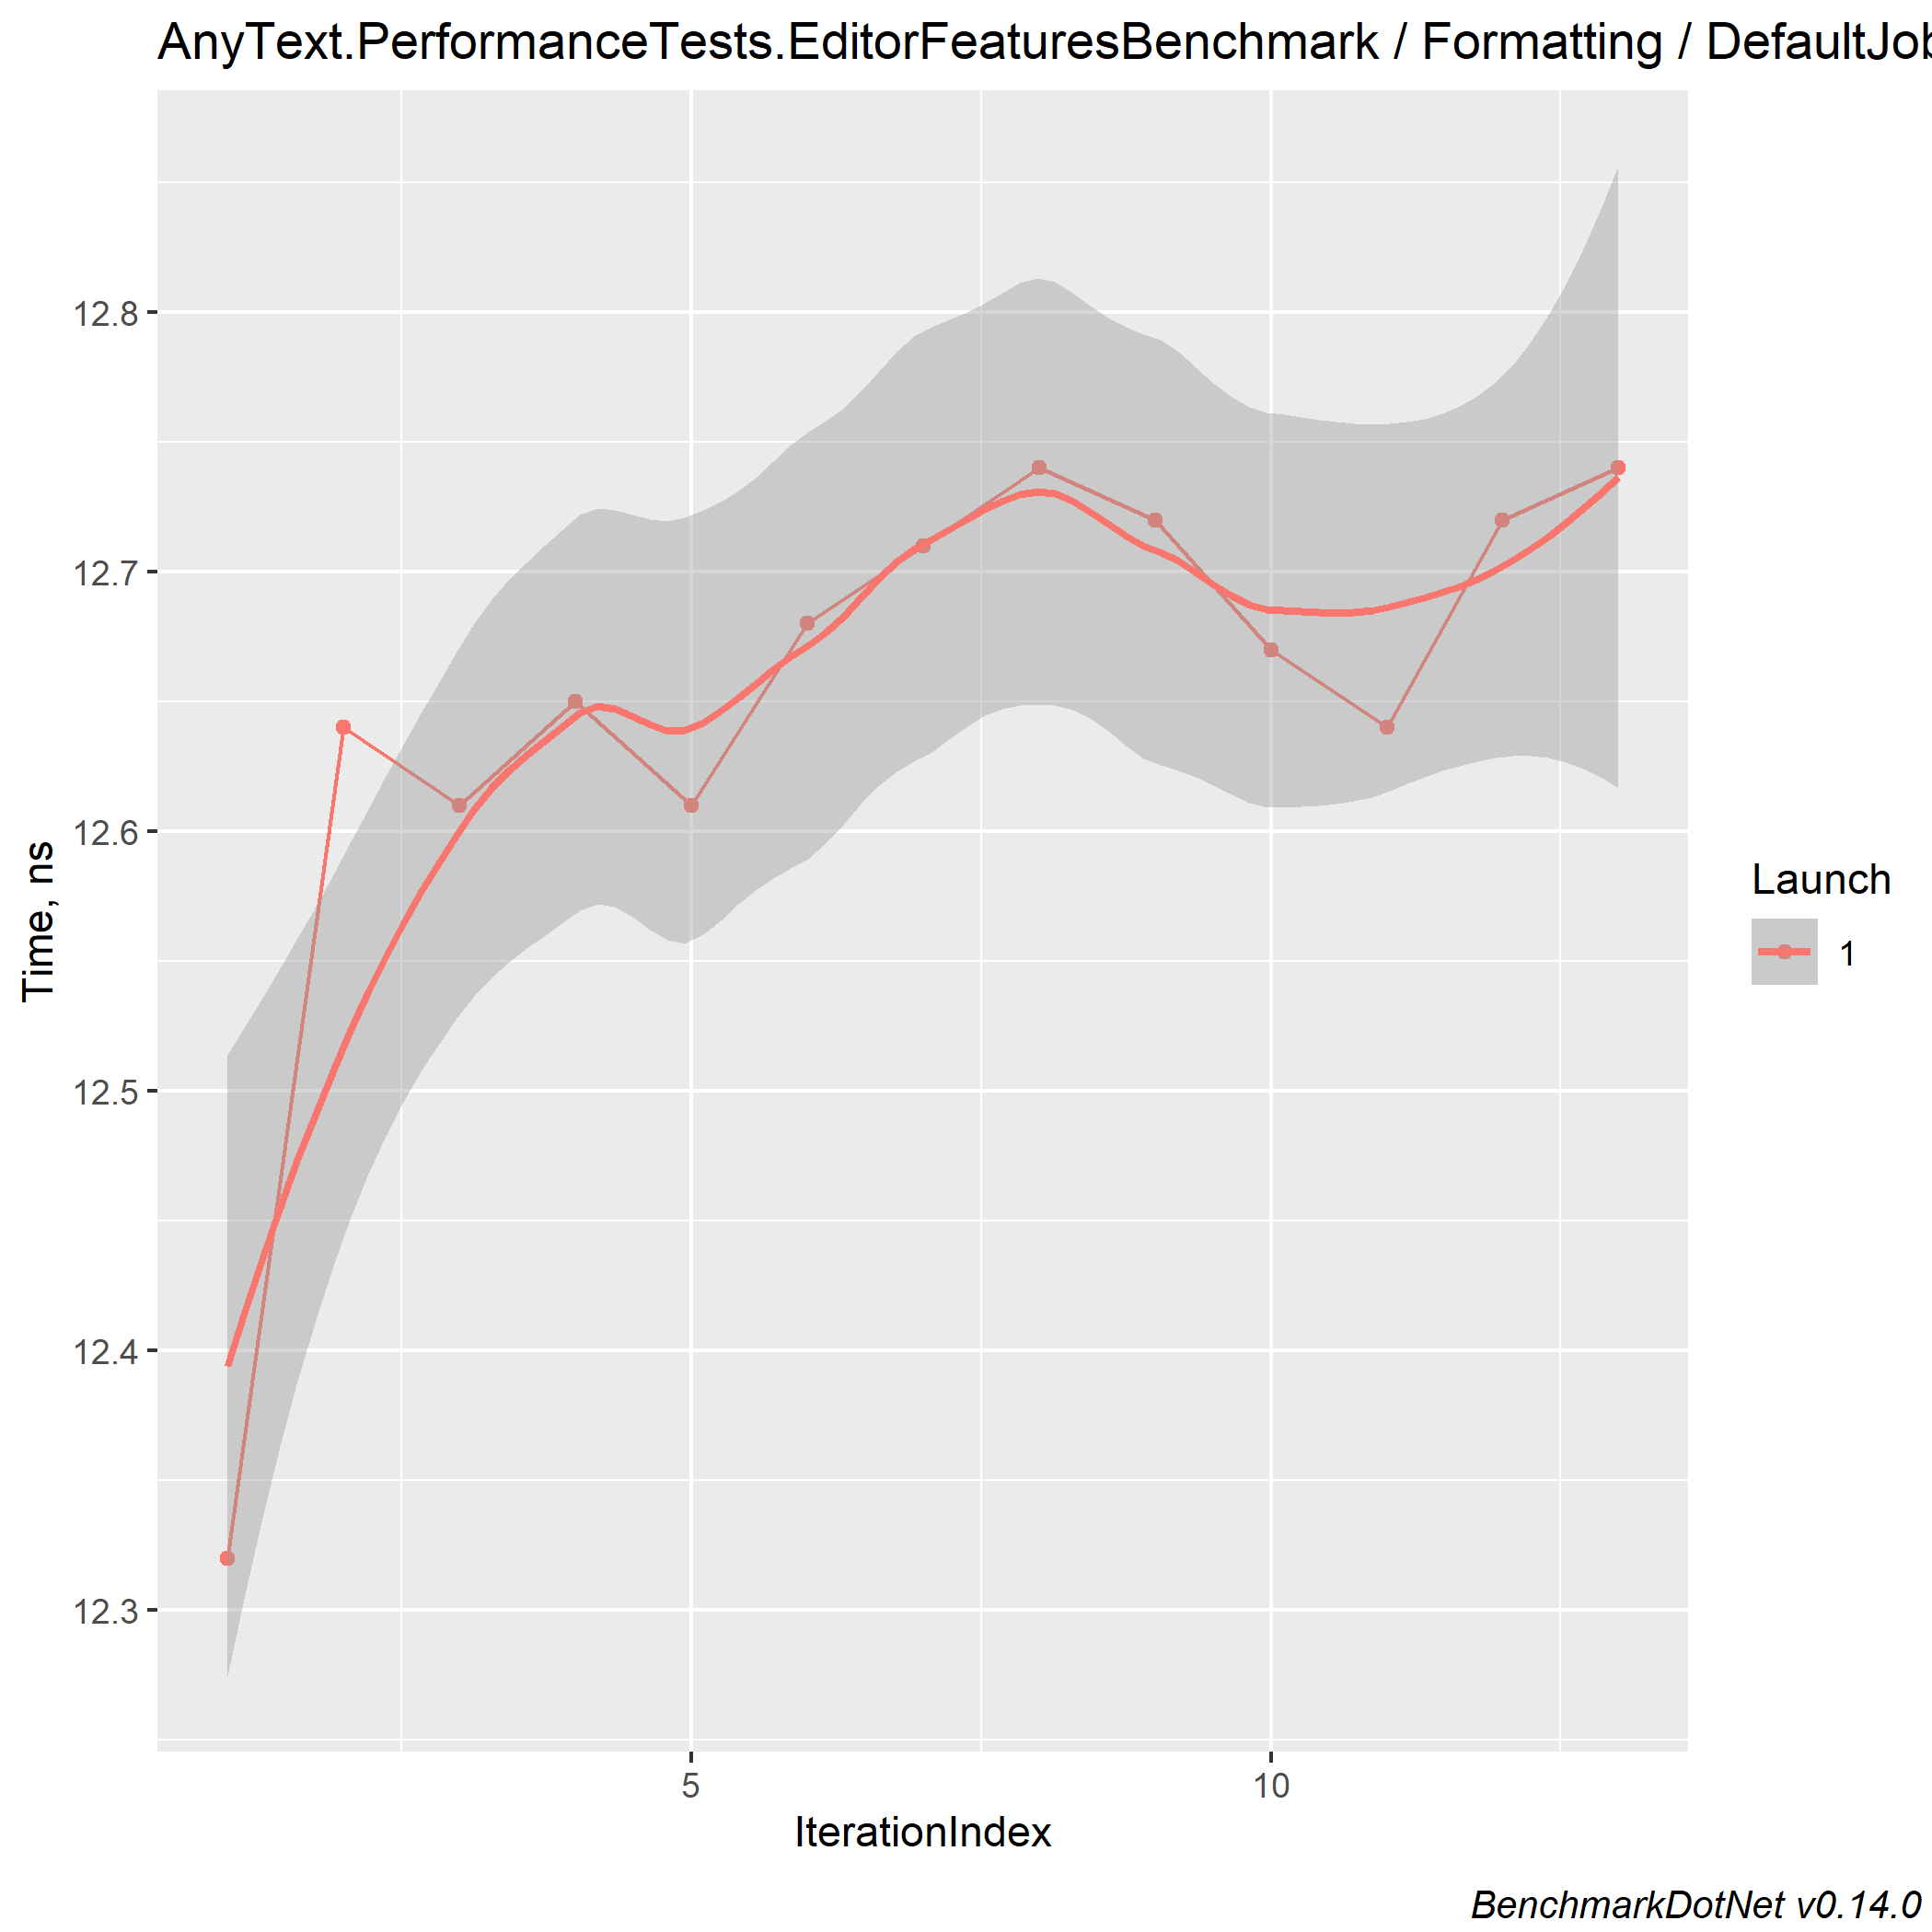 AnyText.PerformanceTests.EditorFeaturesBenchmark / Formatting / DefaultJob
12.8
12.7
12.6
12.5
12.4
12.3
Time, ns
5
10
IterationIndex
Launch
1
BenchmarkDotNet v0.14.0